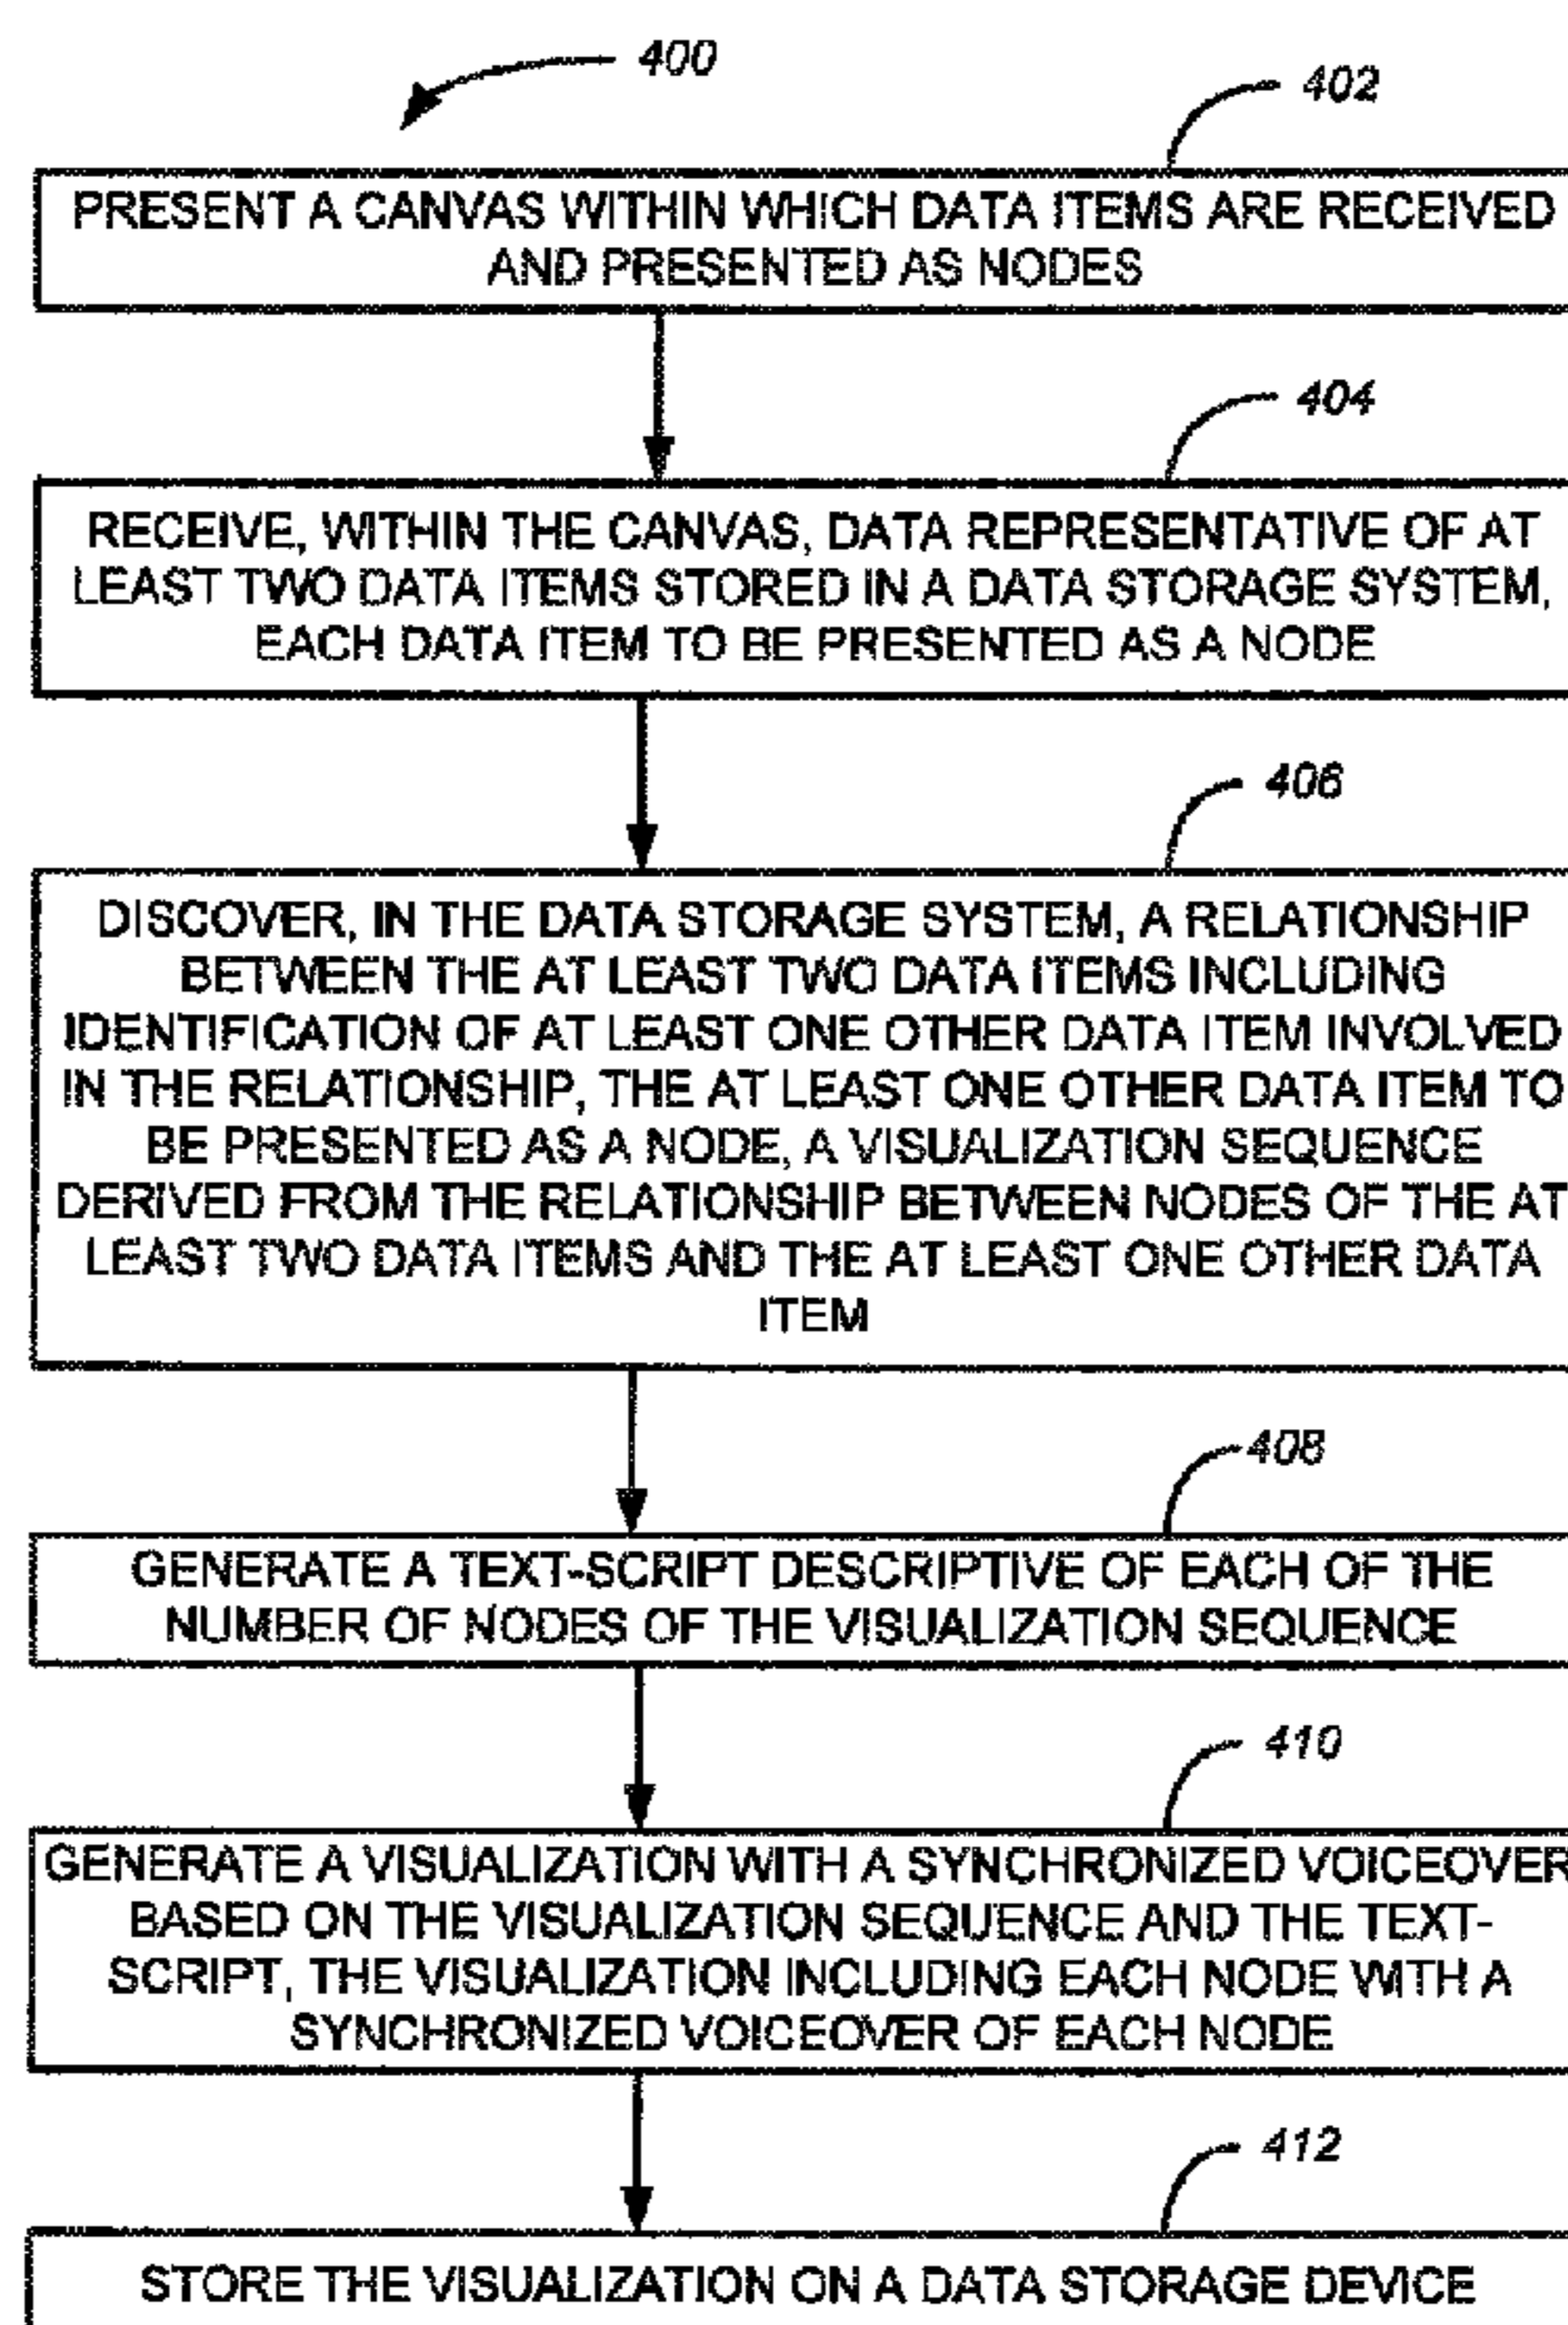 400
402
PRESENT A CANVAS WITHIN WHICH DATA ITEMS ARE RECEIVED
AND PRESENTED AS NODES
404
RECEIVE, WITHIN THE CANVAS, DATA REPRESENTATIVE OF AT
LEAST TWO DATA ITEMS STORED IN A DATA STORAGE SYSTEM,
EACH DATA ITEM TO BE PRESENTED AS A NODE
406
DISCOVER, IN THE DATA STORAGE SYSTEM, A RELATIONSHIP
BETWEEN THE AT LEAST TWO DATA ITEMS INCLUDING
IDENTIFICATION OF AT LEAST ONE OTHER DATA ITEM INVOLVED
IN THE RELATIONSHIP, THE AT LEAST ONE OTHER DATA ITEM TO
BE PRESENTED AS A NODE, A VISUALIZATION SEQUENCE
DERIVED FROM THE RELATIONSHIP BETWEEN NODES OF THE AT
LEAST TWO DATA ITEMS AND THE AT LEAST ONE OTHER DATA
ITEM
408
GENERATE A TEXT-SCRIPT DESCRIPTIVE OF EACH OF THE
NUMBER OF NODES OF THE VISUALIZATION SEQUENCE
410
GENERATE A VISUALIZATION WITH A SYNCHRONIZED VOICEOVER
BASED ON THE VISUALIZATION SEQUENCE AND THE TEXT-
SCRIPT, THE VISUALIZATION INCLUDING EACH NODE WITH A
SYNCHRONIZED VOICEOVER OF EACH NODE
412
STORE THE VISUALIZATION ON A DATA STORAGE DEVICE